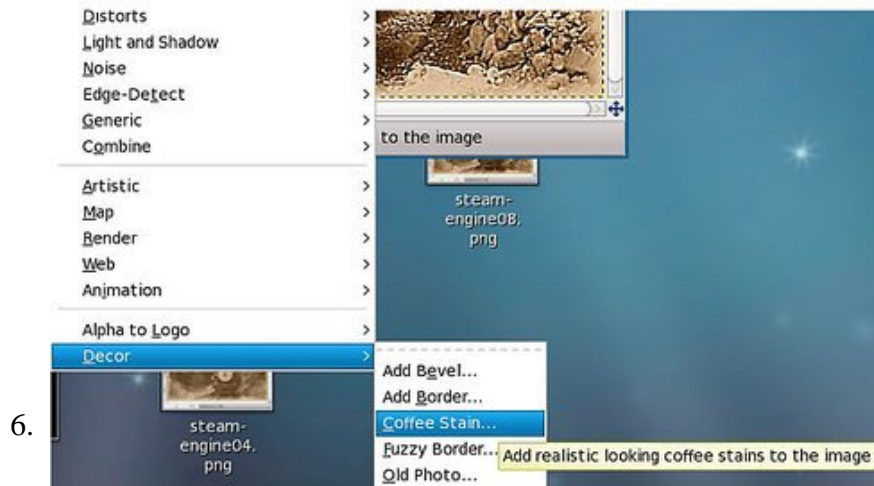 Distorts
Light and Shadow
Noise
Edge-Detect
Generic
Combine
Artistic
Map
Render
Web
Animation
Alpha to Logo
Decor
to the image
steam-
engine08.
png
Add Bevel...
Add Border...
Coffee Stain...
Fuzzy Border...
Old Photo...
Add realistic looking coffee stains to the image
6.
steam-
engine04.
png